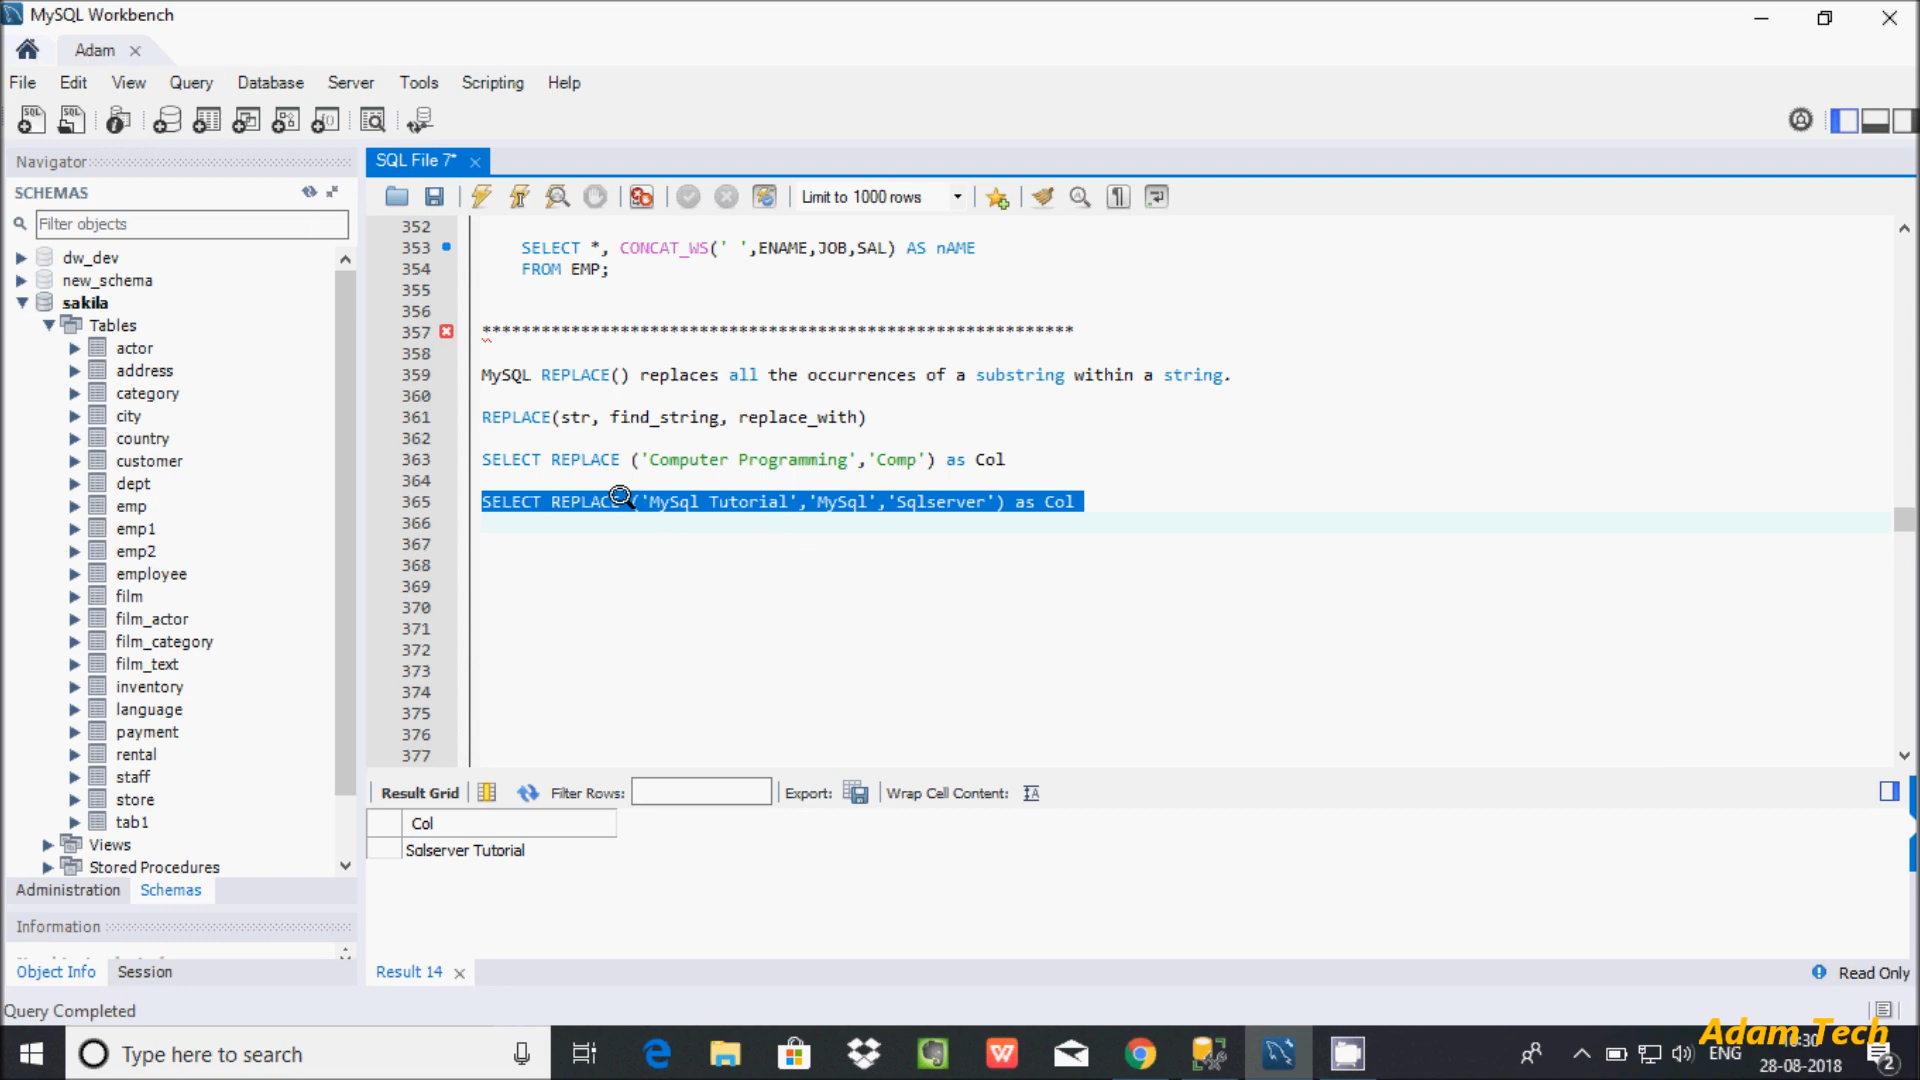 MySQL Workbench
Adam
File Edit View Query Database Server Tools Scripting Help
Navigator
SCHEMAS
Filter objects
dw_dev
new_schema
sakila
Tables
actor
address
category
city
country
customer
dept
emp
emp1
emp2
employee
film
film_actor
film_category
film_text
inventory
language
payment
rental
staff
store
tab1
Views
Stored Procedures
Administration Schemas
Information
Object Info Session
SQL File 7*
Limit to 1000 rows
352
353 SELECT *, CONCAT_WS(' ',ENAME,JOB,SAL) AS nAME
354 FROM EMP;
355
356
357 ************************************************************
358
359 MySQL REPLACE() replaces all the occurrences of a substring within a string.
360
361 REPLACE(str, find_string, replace_with)
362
363 SELECT REPLACE ('Computer Programming','Comp') as Col
364
365 SELECT REPLACE ('MySql Tutorial','MySql','Sqlserver') as Col
366
367
368
369
370
371
372
373
374
375
376
377
Result Grid Filter Rows: Export: Wrap Cell Content:
Col
Sqlserver Tutorial
Result 14
Read Only
Query Completed
Adam Tech
Type here to search
ENG
28-08-2018
2